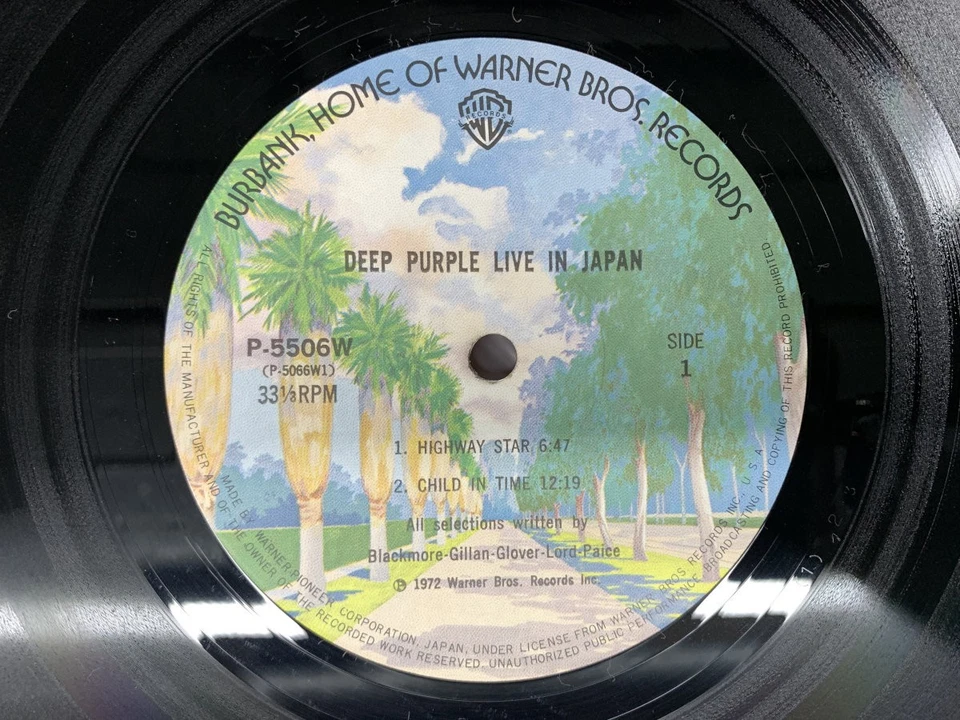 BURBANK, HOME OF WARNER BROS. RECORDS
W RECORDS
DEEP PURPLE LIVE IN JAPAN
P-5506W
(P-5066W1)
33⅓RPM
SIDE
1
1. HIGHWAY STAR 6:47
2. CHILD IN TIME 12:19
All selections written by
Blackmore-Gillan-Glover-Lord-Paice
Ⓟ 1972 Warner Bros. Records Inc.
MADE BY WARNER-PIONEER CORPORATION, JAPAN, UNDER LICENSE FROM WARNER BROS. RECORDS INC., U.S.A.
ALL RIGHTS OF THE MANUFACTURER AND OF THE OWNER OF THE RECORDED WORK RESERVED. UNAUTHORIZED PUBLIC PERFORMANCE, BROADCASTING AND COPYING OF THIS RECORD PROHIBITED.